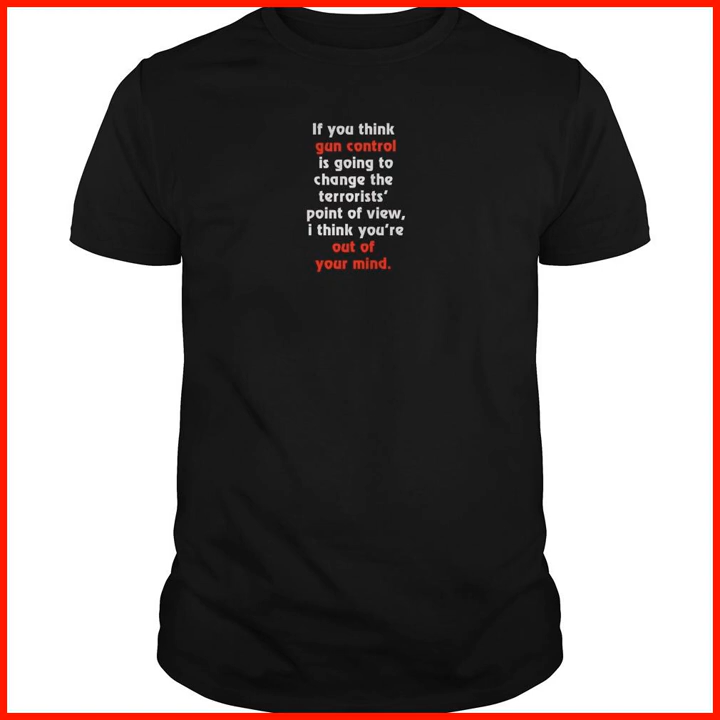 If you think
gun control
is going to
change the
terrorists'
point of view,
i think you're
out of
your mind.